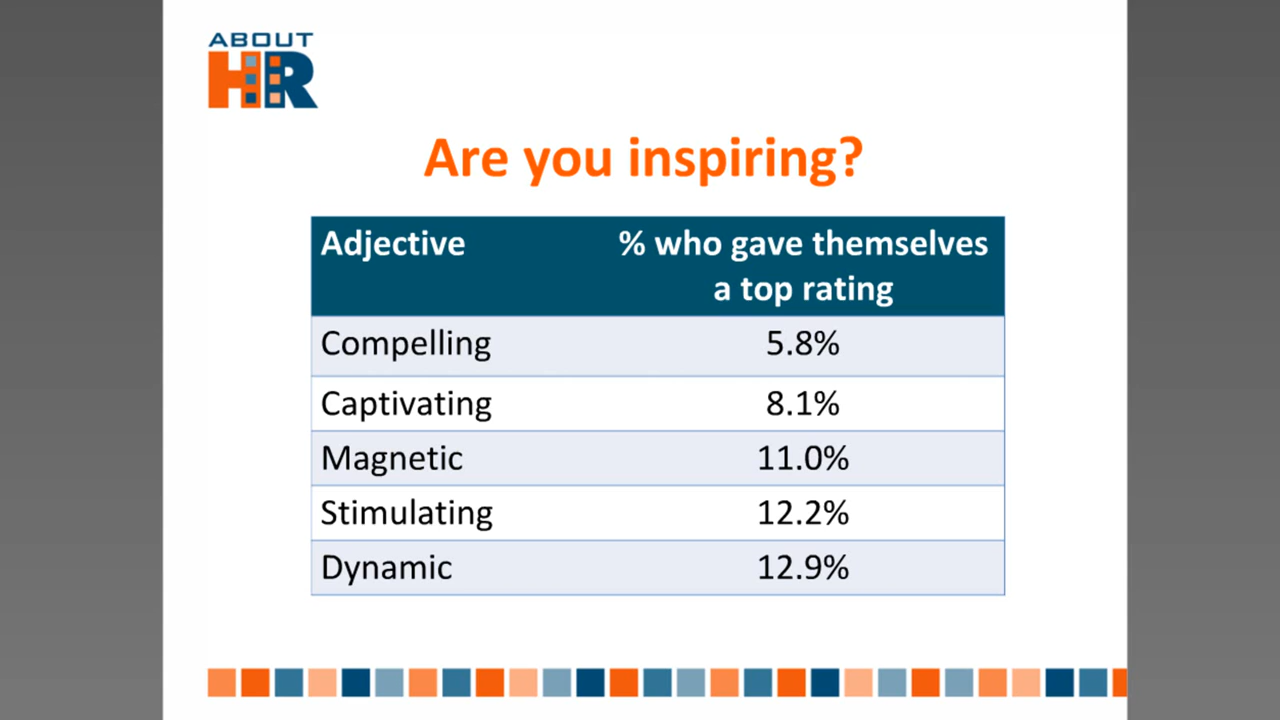 ABOUT
HR
Are you inspiring?
Adjective % who gave themselves
a top rating
Compelling 5.8%
Captivating 8.1%
Magnetic 11.0%
Stimulating 12.2%
Dynamic 12.9%